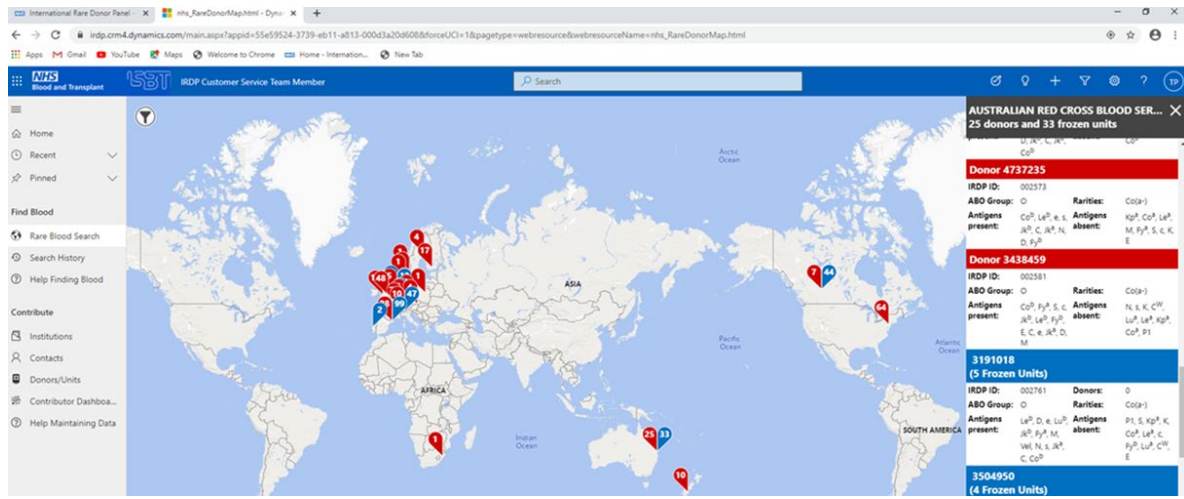 International Rare Donor Panel -
nhs_RareDonorMap.html - Dyna
irdp.crm4.dynamics.com/main.aspx?appid=55e59524-3739-eb11-a813-000d3a20d608&forceUCI=1&pagetype=webresource&webresourceName=nhs_RareDonorMap.html
Apps Gmail YouTube Maps Welcome to Chrome Home - Internation... New Tab
NHS
Blood and Transplant
ISBT
IRDP Customer Service Team Member
Search
TP
Home
Recent
Pinned
Find Blood
Rare Blood Search
Search History
Help Finding Blood
Contribute
Institutions
Contacts
Donors/Units
Contributor Dashboa...
Help Maintaining Data
Arctic
Ocean
ASIA
Pacific
Ocean
Atlantic
Ocean
AFRICA
Indian
Ocean
SOUTH AMERICA
4
17
1
1
48
10
47
2
99
1
7 44
64
25 33
10
AUSTRALIAN RED CROSS BLOOD SER...
25 donors and 33 frozen units
D, Jkᵇ, C, Jkᵃ,
Coᵇ
Coᵇ
Donor 4737235
IRDP ID: 002573
ABO Group: O Rarities: Co(a-)
Antigens present: Coᵇ, Leᵇ, e, s, Jkᵇ, C, Jkᵃ, N, D, Fyᵇ
Antigens absent: Kpᵃ, Coᵃ, Leᵃ, M, Fyᵃ, S, c, K, E
Donor 3438459
IRDP ID: 002581
ABO Group: O Rarities: Co(a-)
Antigens present: Coᵇ, Fyᵃ, S, c, Jkᵇ, Leᵇ, Fyᵇ, E, C, e, Jkᵃ, D, M
Antigens absent: N, s, K, Cᵂ, Luᵃ, Leᵃ, Kpᵃ, Coᵃ, P1
3191018
(5 Frozen Units)
IRDP ID: 002761 Donors: 0
ABO Group: O Rarities: Co(a-)
Antigens present: Leᵇ, D, e, Luᵇ, Jkᵇ, Fyᵃ, M, Vel, N, s, Jkᵃ, C, Coᵇ
Antigens absent: P1, S, Kpᵃ, K, Coᵃ, Leᵃ, c, Fyᵇ, Luᵃ, Cᵂ, E
3504950
(4 Frozen Units)